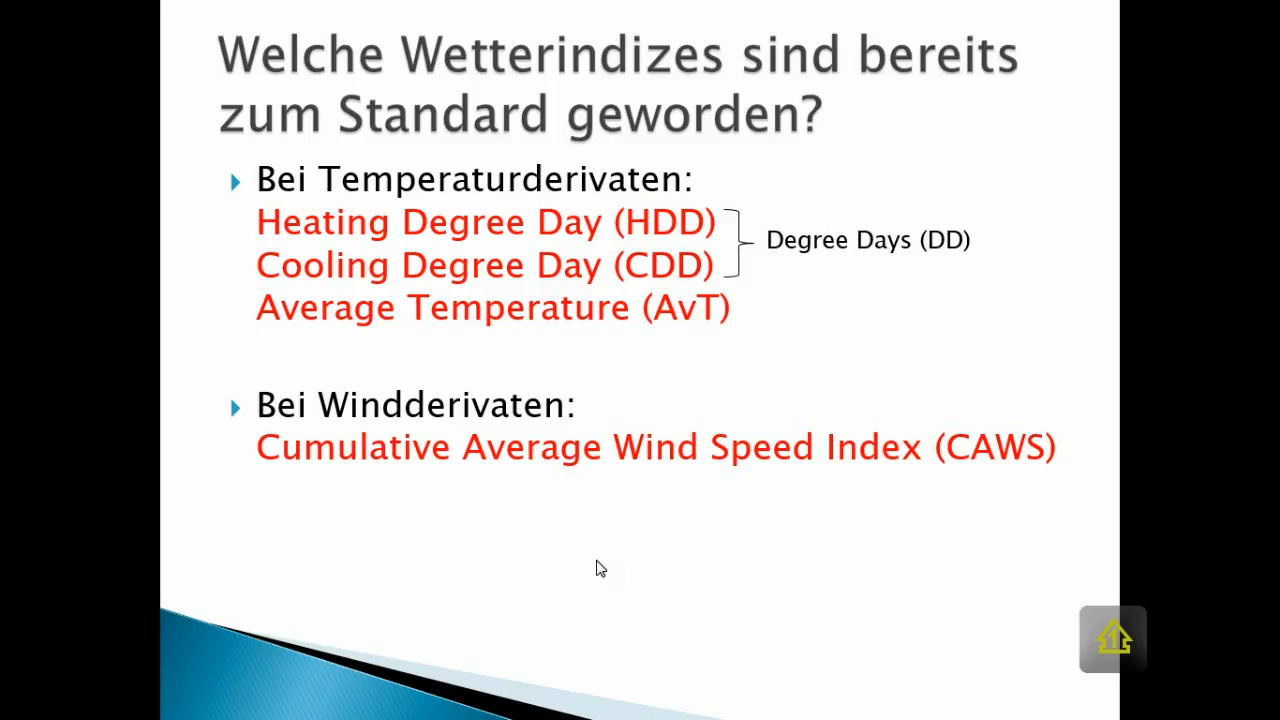 Welche Wetterindizes sind bereits
zum Standard geworden?
Bei Temperaturderivaten:
Heating Degree Day (HDD)
Cooling Degree Day (CDD)
Degree Days (DD)
Average Temperature (AvT)
Bei Windderivaten:
Cumulative Average Wind Speed Index (CAWS)
1